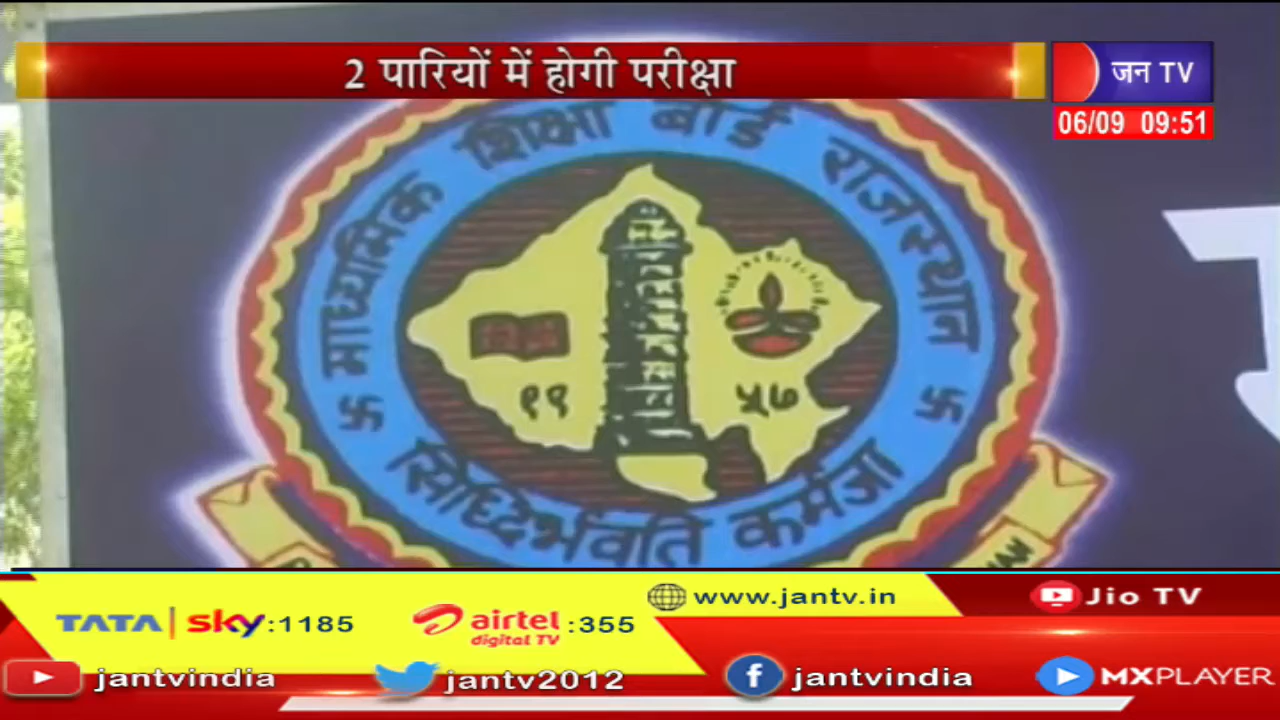 2 पारियों में होगी परीक्षा
जन TV
06/09 09:51
माध्यमिक शिक्षा बोर्ड राजस्थान
१९ ५७
सिध्दिर्भवति कर्मजा
TATA sky:1185
airtel digital TV :355
www.jantv.in
Jio TV
jantvindia
jantv2012
jantvindia
MXPLAYER